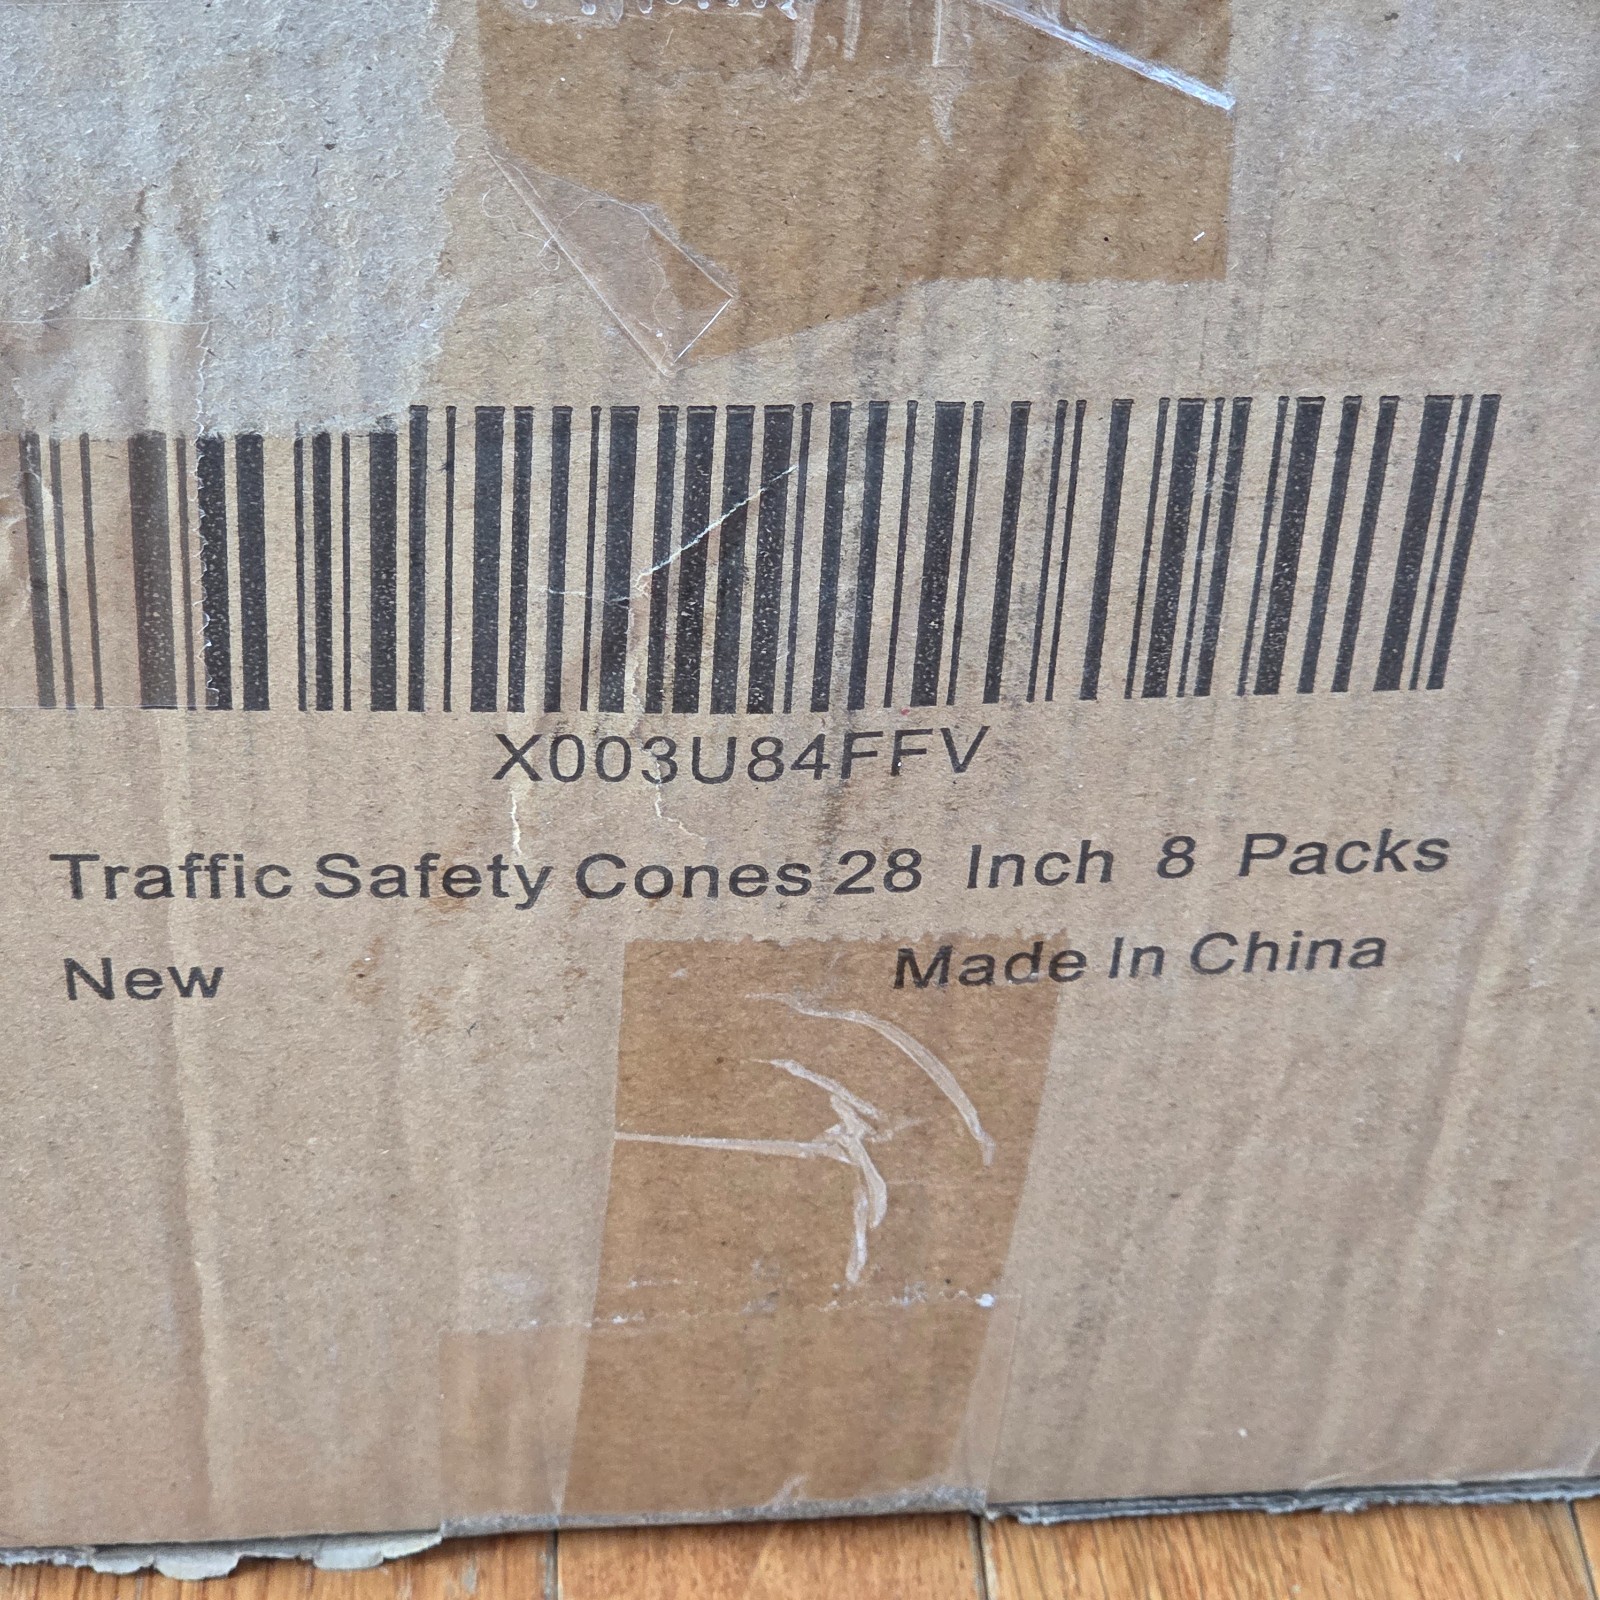 X003U84FFV
Traffic Safety Cones 28 Inch 8 Packs
New Made In China